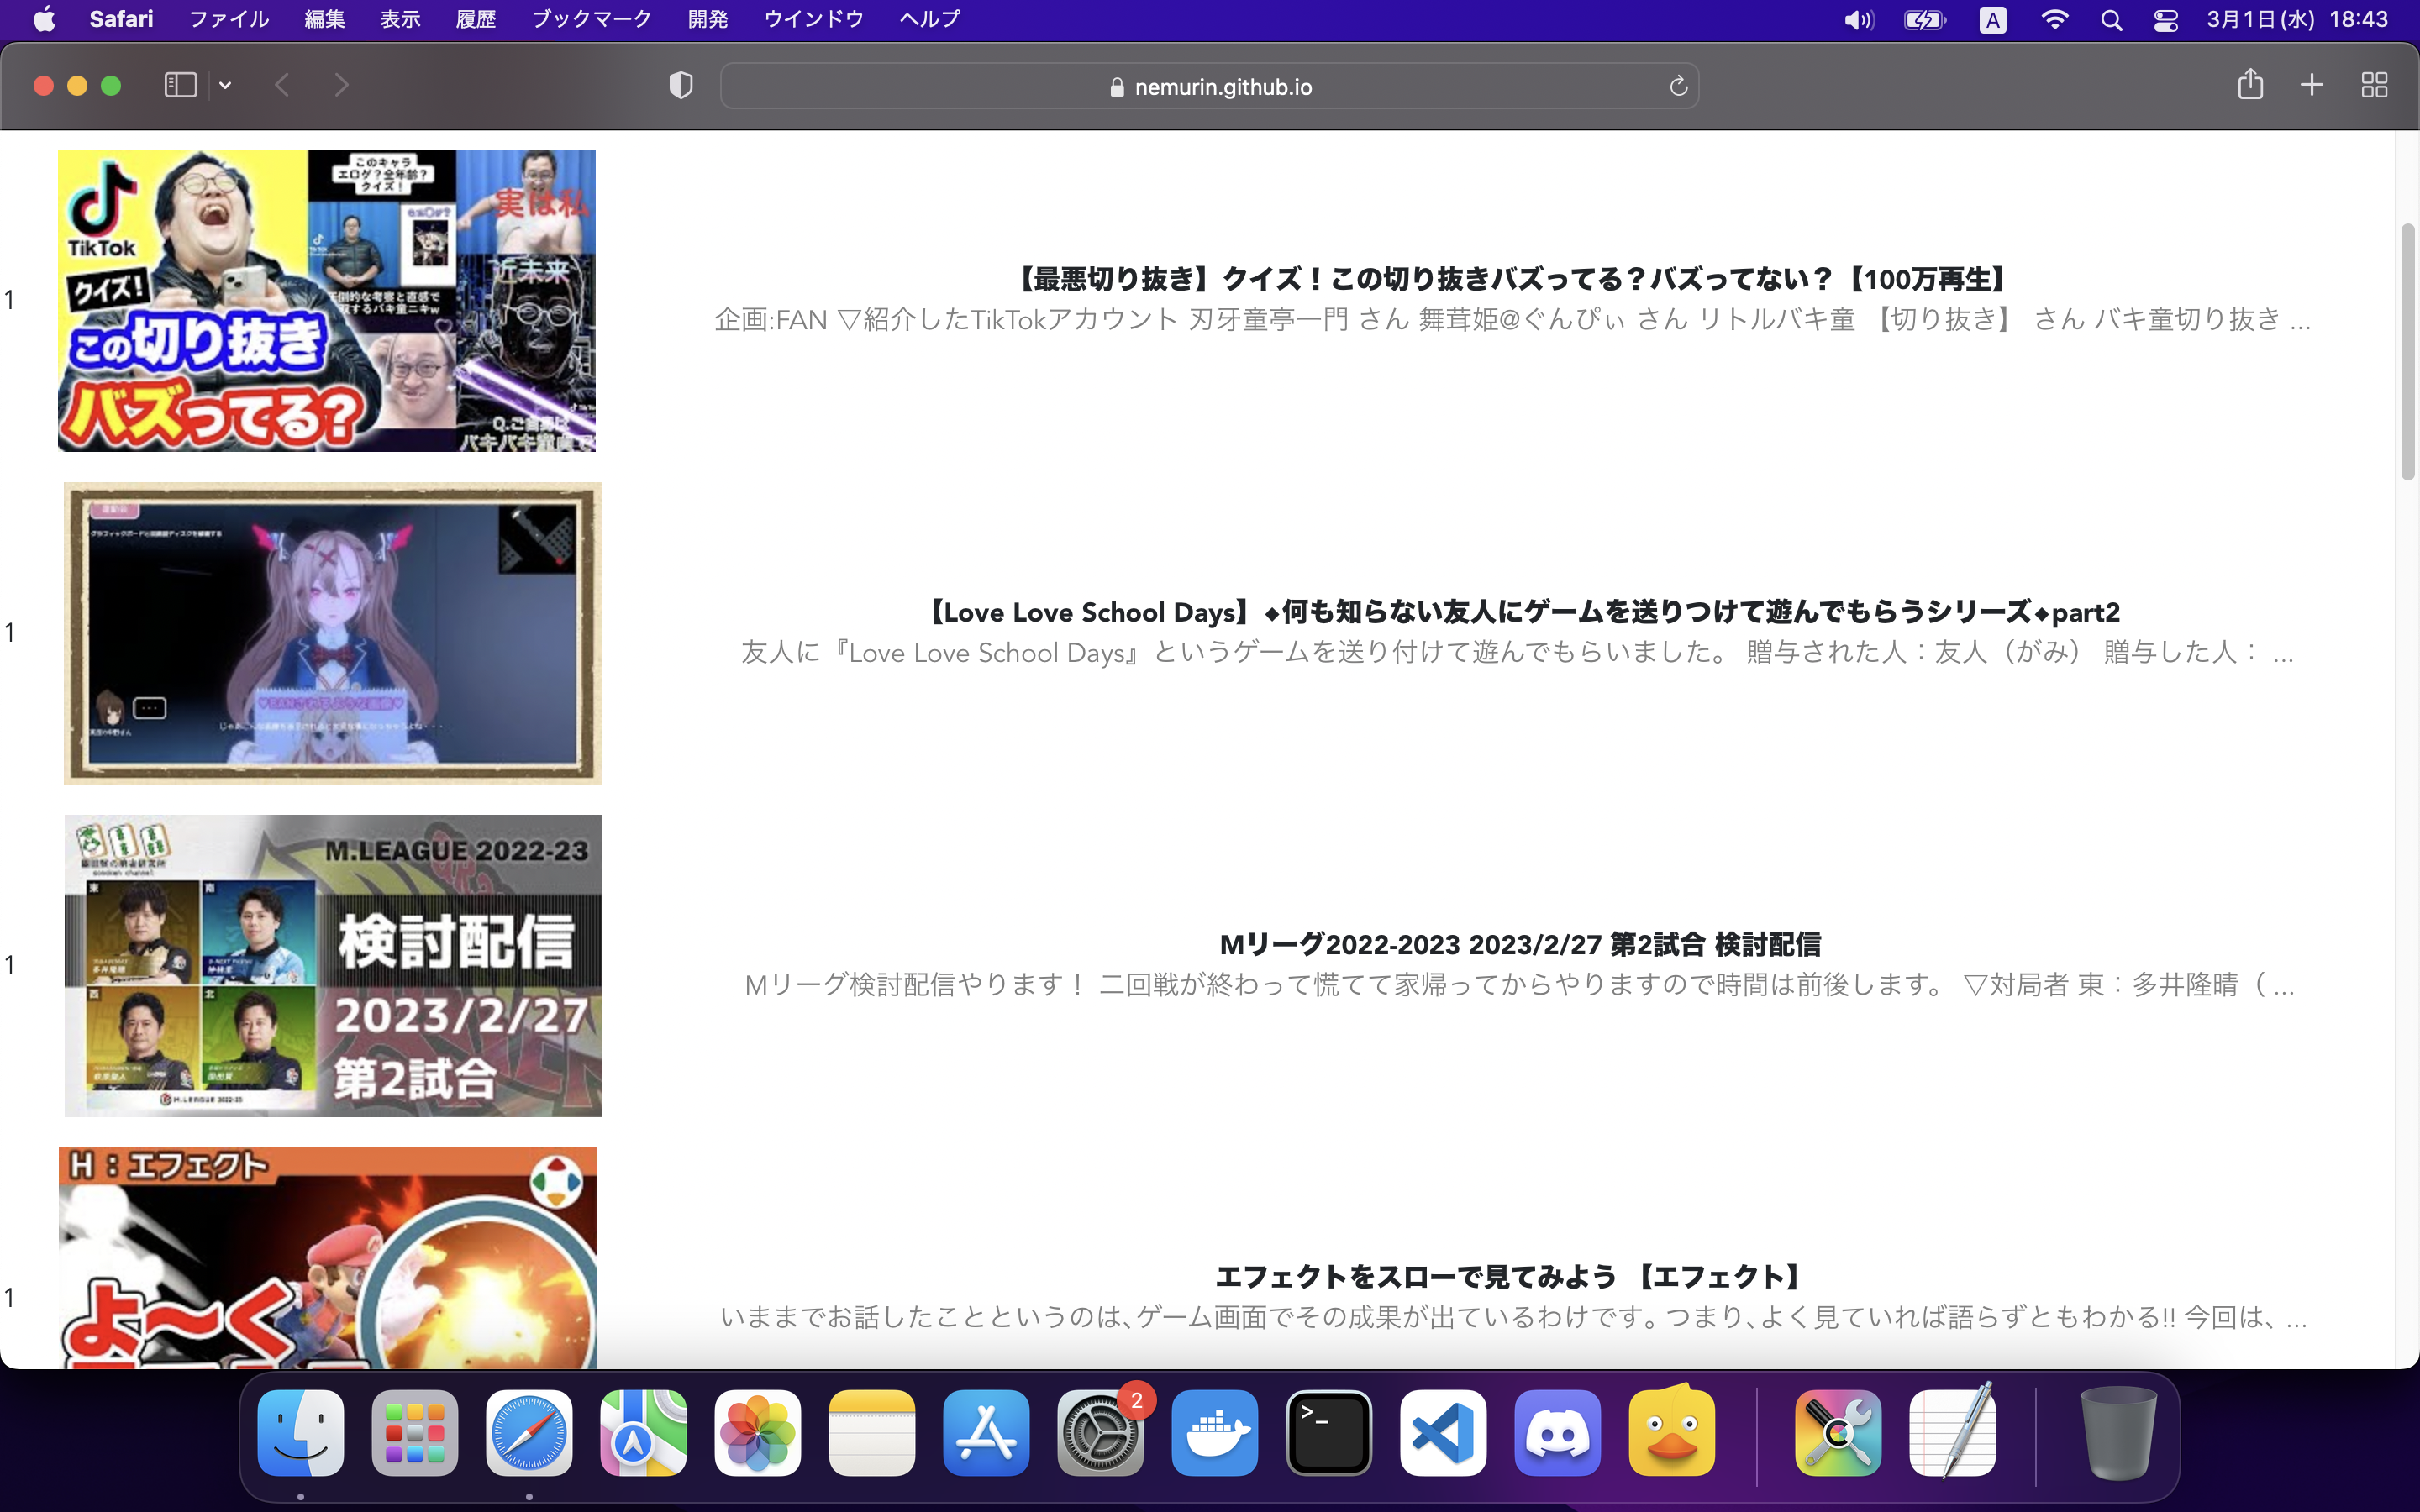 Safari ファイル 編集 表示 履歴 ブックマーク 開発 ウインドウ ヘルプ A 3月1日(水) 18:43
nemurin.github.io
TikTok
このキャラ
エロゲ?全年齢?
クイズ!
実は私
近未来
クイズ!
この切り抜き
バズってる?
1
【最悪切り抜き】クイズ！この切り抜きバズってる？バズってない？【100万再生】
企画:FAN ▽紹介したTikTokアカウント 刃牙童亭一門 さん 舞茸姫@ぐんぴぃ さん リトルバキ童 【切り抜き】 さん バキ童切り抜き ...
♥BANされるような画像♥
1
【Love Love School Days】⬥何も知らない友人にゲームを送りつけて遊んでもらうシリーズ⬥part2
友人に『Love Love School Days』というゲームを送り付けて遊んでもらいました。 贈与された人：友人（がみ） 贈与した人： ...
M.LEAGUE 2022-23
東 南
検討配信
西 北
2023/2/27
第2試合
M.LEAGUE 2022-23
1
Mリーグ2022-2023 2023/2/27 第2試合 検討配信
Mリーグ検討配信やります！ 二回戦が終わって慌てて家帰ってからやりますので時間は前後します。 ▽対局者 東：多井隆晴（ ...
H：エフェクト
よ〜く
1
エフェクトをスローで見てみよう 【エフェクト】
いままでお話したことというのは、ゲーム画面でその成果が出ているわけです。つまり、よく見ていれば語らずともわかる!! 今回は、 ...
2